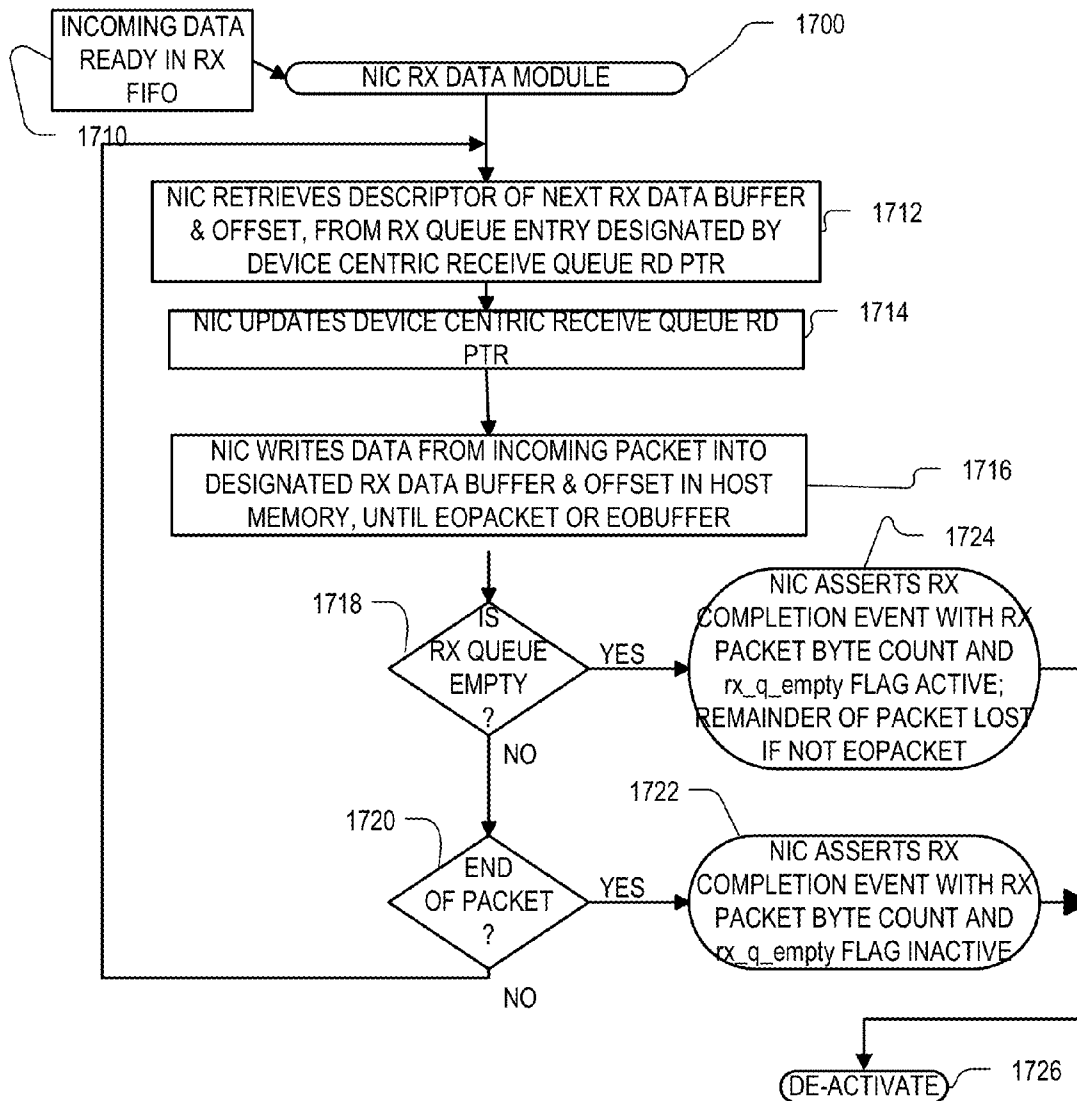 INCOMING DATA
READY IN RX
FIFO
1700
NIC RX DATA MODULE
1710
NIC RETRIEVES DESCRIPTOR OF NEXT RX DATA BUFFER
& OFFSET, FROM RX QUEUE ENTRY DESIGNATED BY
DEVICE CENTRIC RECEIVE QUEUE RD PTR
1712
NIC UPDATES DEVICE CENTRIC RECEIVE QUEUE RD
PTR
1714
NIC WRITES DATA FROM INCOMING PACKET INTO
DESIGNATED RX DATA BUFFER & OFFSET IN HOST
MEMORY, UNTIL EOPACKET OR EOBUFFER
1716
1718
IS
RX QUEUE
EMPTY
?
YES
NO
1724
NIC ASSERTS RX
COMPLETION EVENT WITH RX
PACKET BYTE COUNT AND
rx_q_empty FLAG ACTIVE;
REMAINDER OF PACKET LOST
IF NOT EOPACKET
1720
END
OF PACKET
?
YES
NO
1722
NIC ASSERTS RX
COMPLETION EVENT WITH RX
PACKET BYTE COUNT AND
rx_q_empty FLAG INACTIVE
DE-ACTIVATE
1726